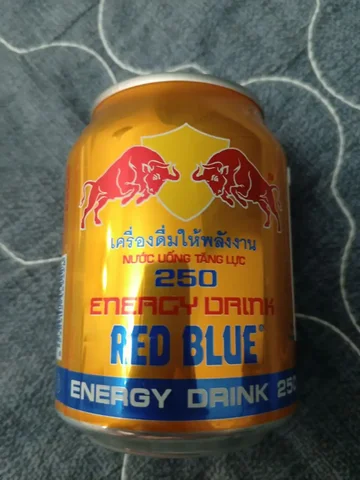 เครื่องดื่มให้พลังงาน
NƯỚC UỐNG TĂNG LỰC
250
ENERGY DRINK
RED BLUE
ENERGY DRINK 250